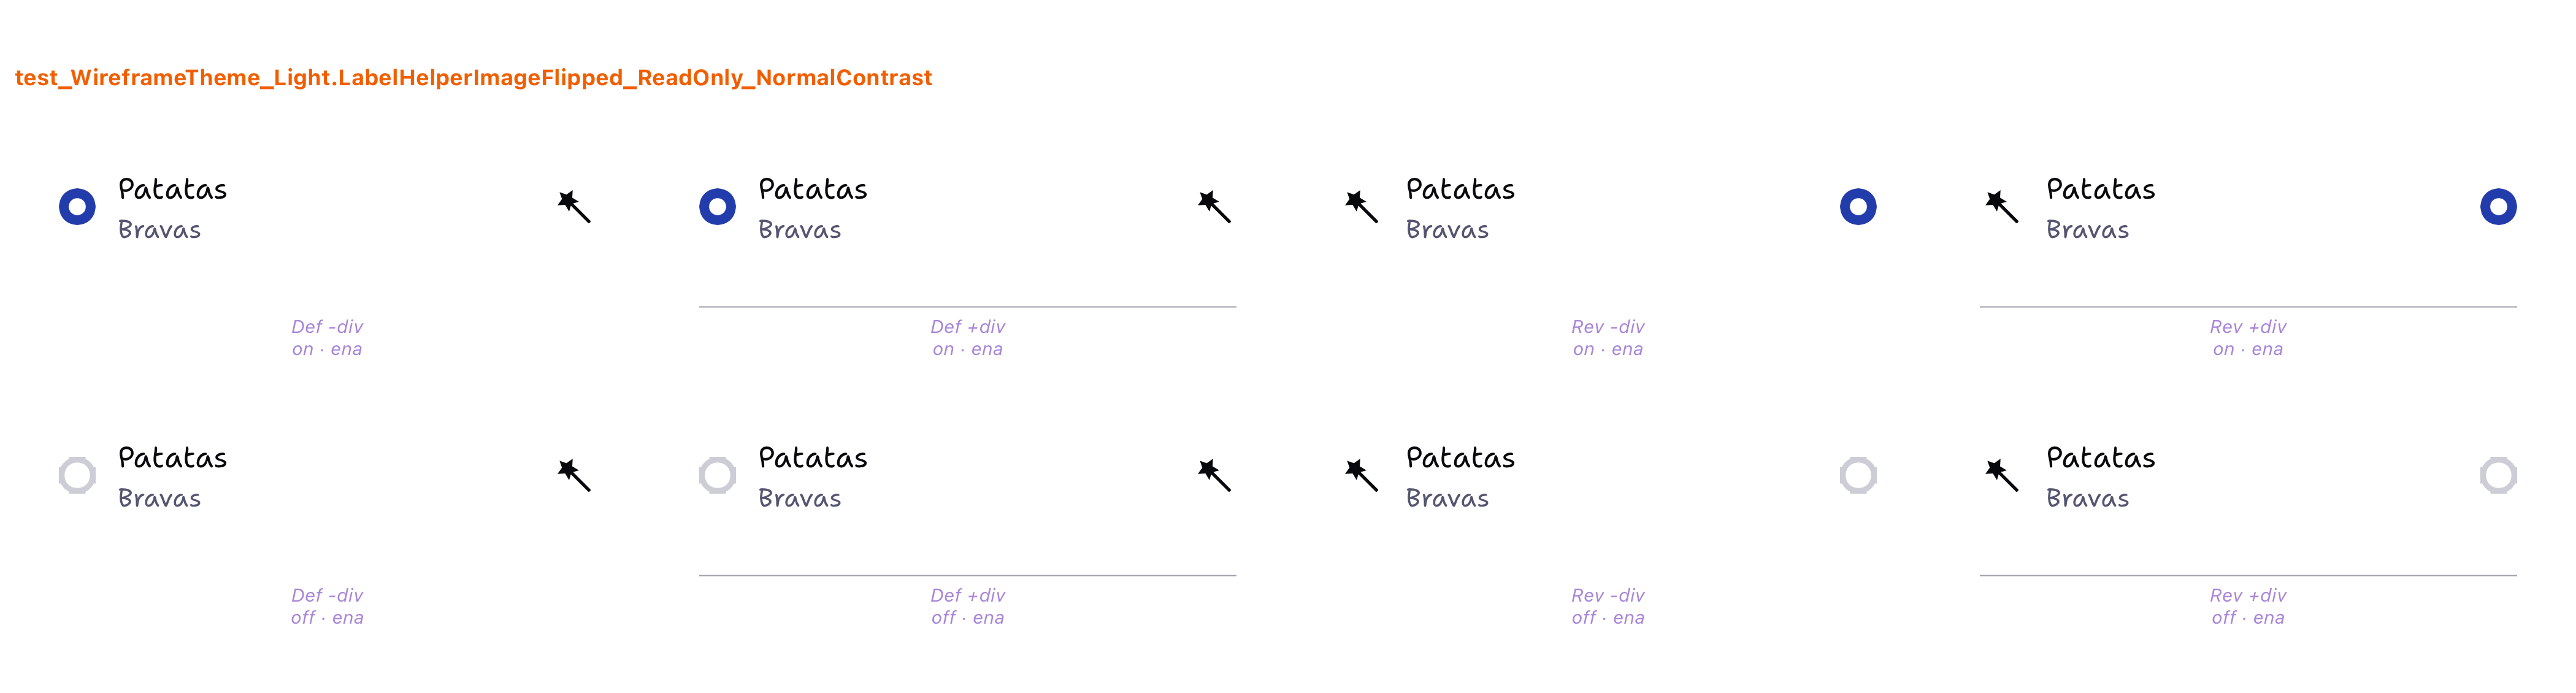 test_WireframeTheme_Light.LabelHelperImageFlipped_ReadOnly_NormalContrast
Patatas
Bravas
Def -div
on · ena
Patatas
Bravas
Def +div
on · ena
Patatas
Bravas
Rev -div
on · ena
Patatas
Bravas
Rev +div
on · ena
Patatas
Bravas
Def -div
off · ena
Patatas
Bravas
Def +div
off · ena
Patatas
Bravas
Rev -div
off · ena
Patatas
Bravas
Rev +div
off · ena